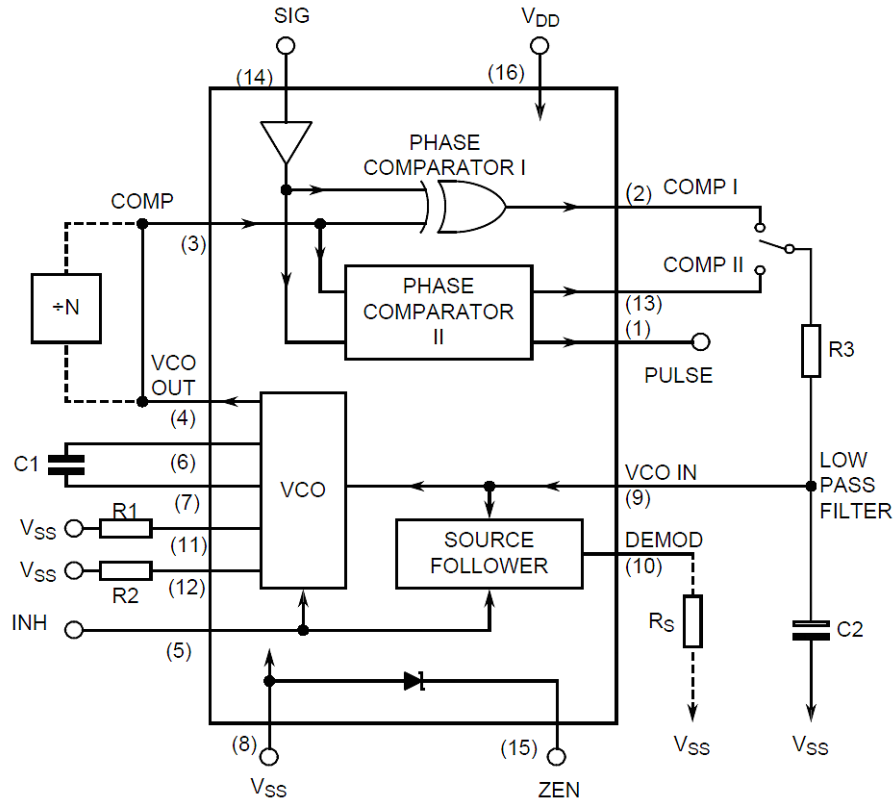 SIG
VDD
(14)
(16)
PHASE
COMPARATOR I
COMP
(2)
COMP I
(3)
COMP II
÷N
PHASE
COMPARATOR
II
(13)
(1)
R3
VCO
OUT
PULSE
(4)
C1
(6)
VCO
VCO IN
LOW
PASS
FILTER
(7)
(9)
VSS
R1
(11)
SOURCE
FOLLOWER
DEMOD
(10)
VSS
R2
(12)
INH
(5)
RS
C2
(8)
(15)
VSS
VSS
VSS
ZEN